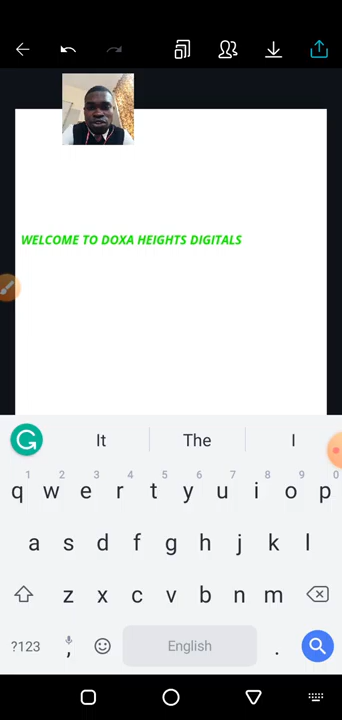 WELCOME TO DOXA HEIGHTS DIGITALS
G
It The I
1 2 3 4 5 6 7 8 9 0
q w e r t y u i o p
a s d f g h j k l
z x c v b n m
?123 , English .